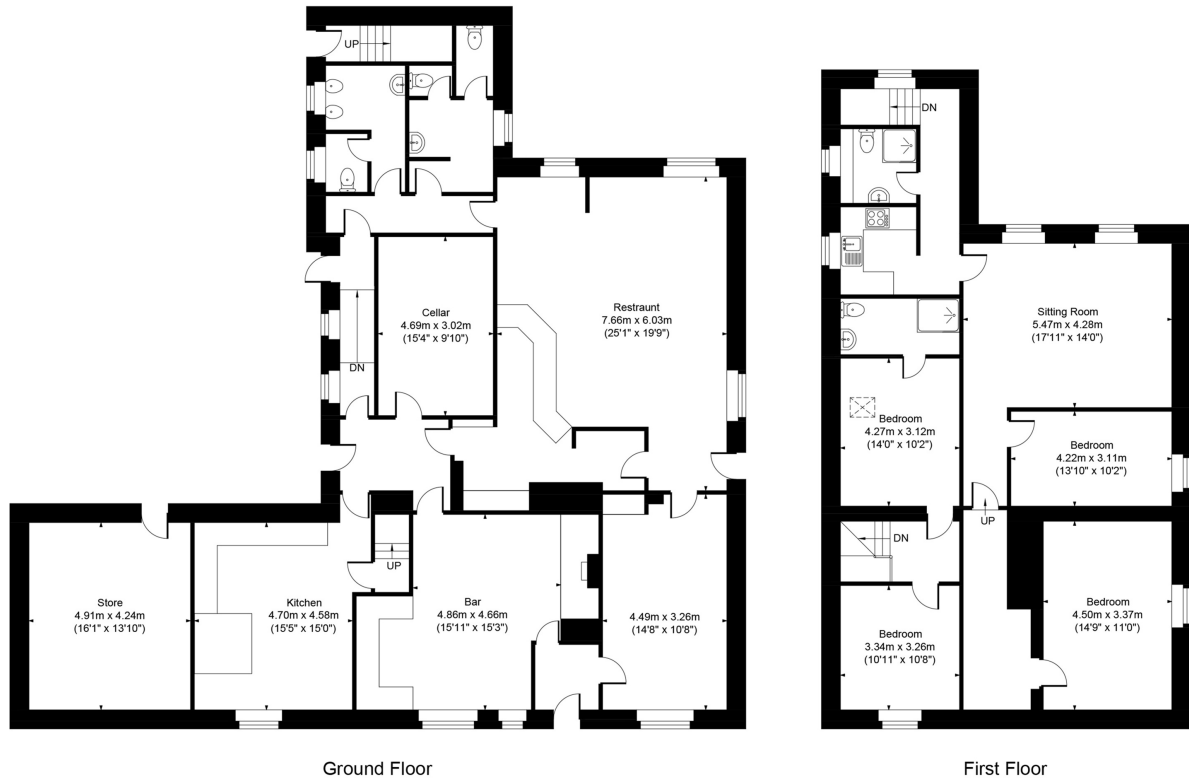 UP
Cellar
4.69m x 3.02m
(15'4" x 9'10")
Restraunt
7.66m x 6.03m
(25'1" x 19'9")
DN
Store
4.91m x 4.24m
(16'1" x 13'10")
Kitchen
4.70m x 4.58m
(15'5" x 15'0")
UP
Bar
4.86m x 4.66m
(15'11" x 15'3")
4.49m x 3.26m
(14'8" x 10'8")
Ground Floor
DN
Sitting Room
5.47m x 4.28m
(17'11" x 14'0")
Bedroom
4.27m x 3.12m
(14'0" x 10'2")
Bedroom
4.22m x 3.11m
(13'10" x 10'2")
UP
DN
Bedroom
3.34m x 3.26m
(10'11" x 10'8")
Bedroom
4.50m x 3.37m
(14'9" x 11'0")
First Floor